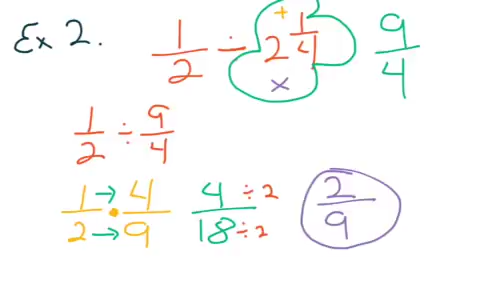 Ex 2. 1/2 ÷ 2 1/4 + x 9/4
1/2 ÷ 9/4
1/2 → → • 4/9 4/18 ÷2 ÷2 2/9